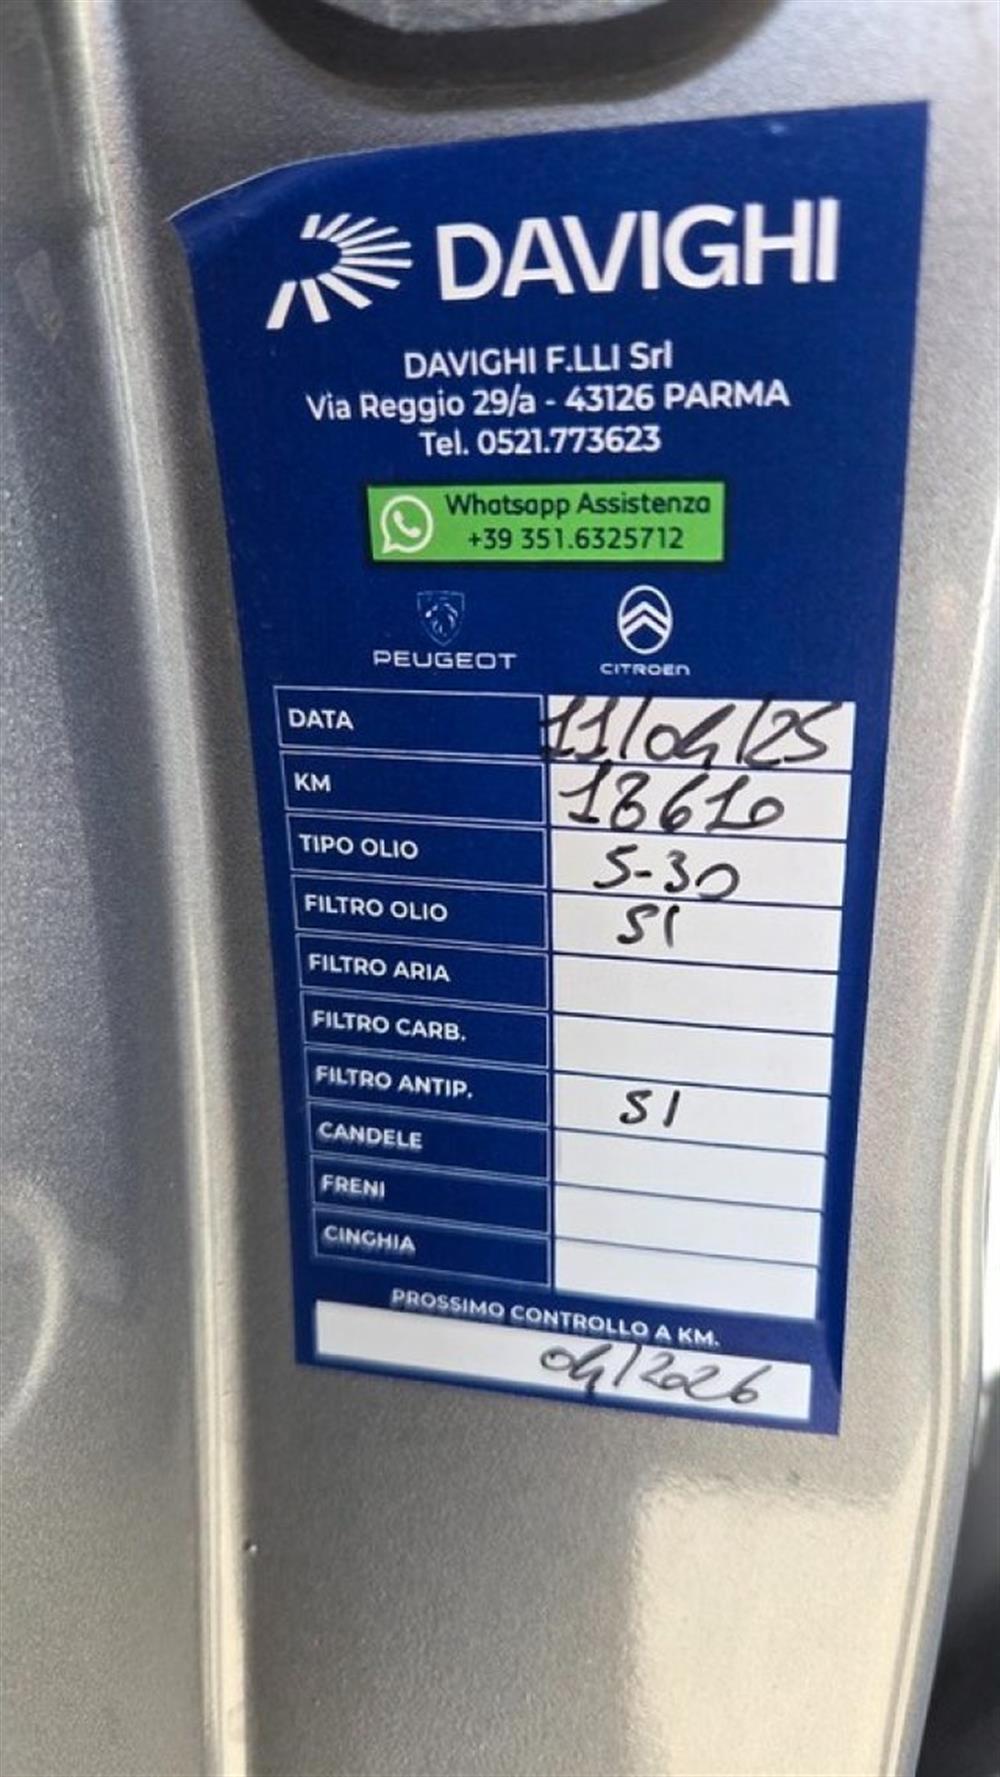 DAVIGHI
DAVIGHI F.LLI Srl
Via Reggio 29/a - 43126 PARMA
Tel. 0521.773623
Whatsapp Assistenza
+39 351.6325712
PEUGEOT CITROEN
DATA 11/04/25
KM 18610
TIPO OLIO 5-30
FILTRO OLIO SI
FILTRO ARIA
FILTRO CARB.
FILTRO ANTIP. SI
CANDELE
FRENI
CINGHIA
PROSSIMO CONTROLLO A KM.
04/2026